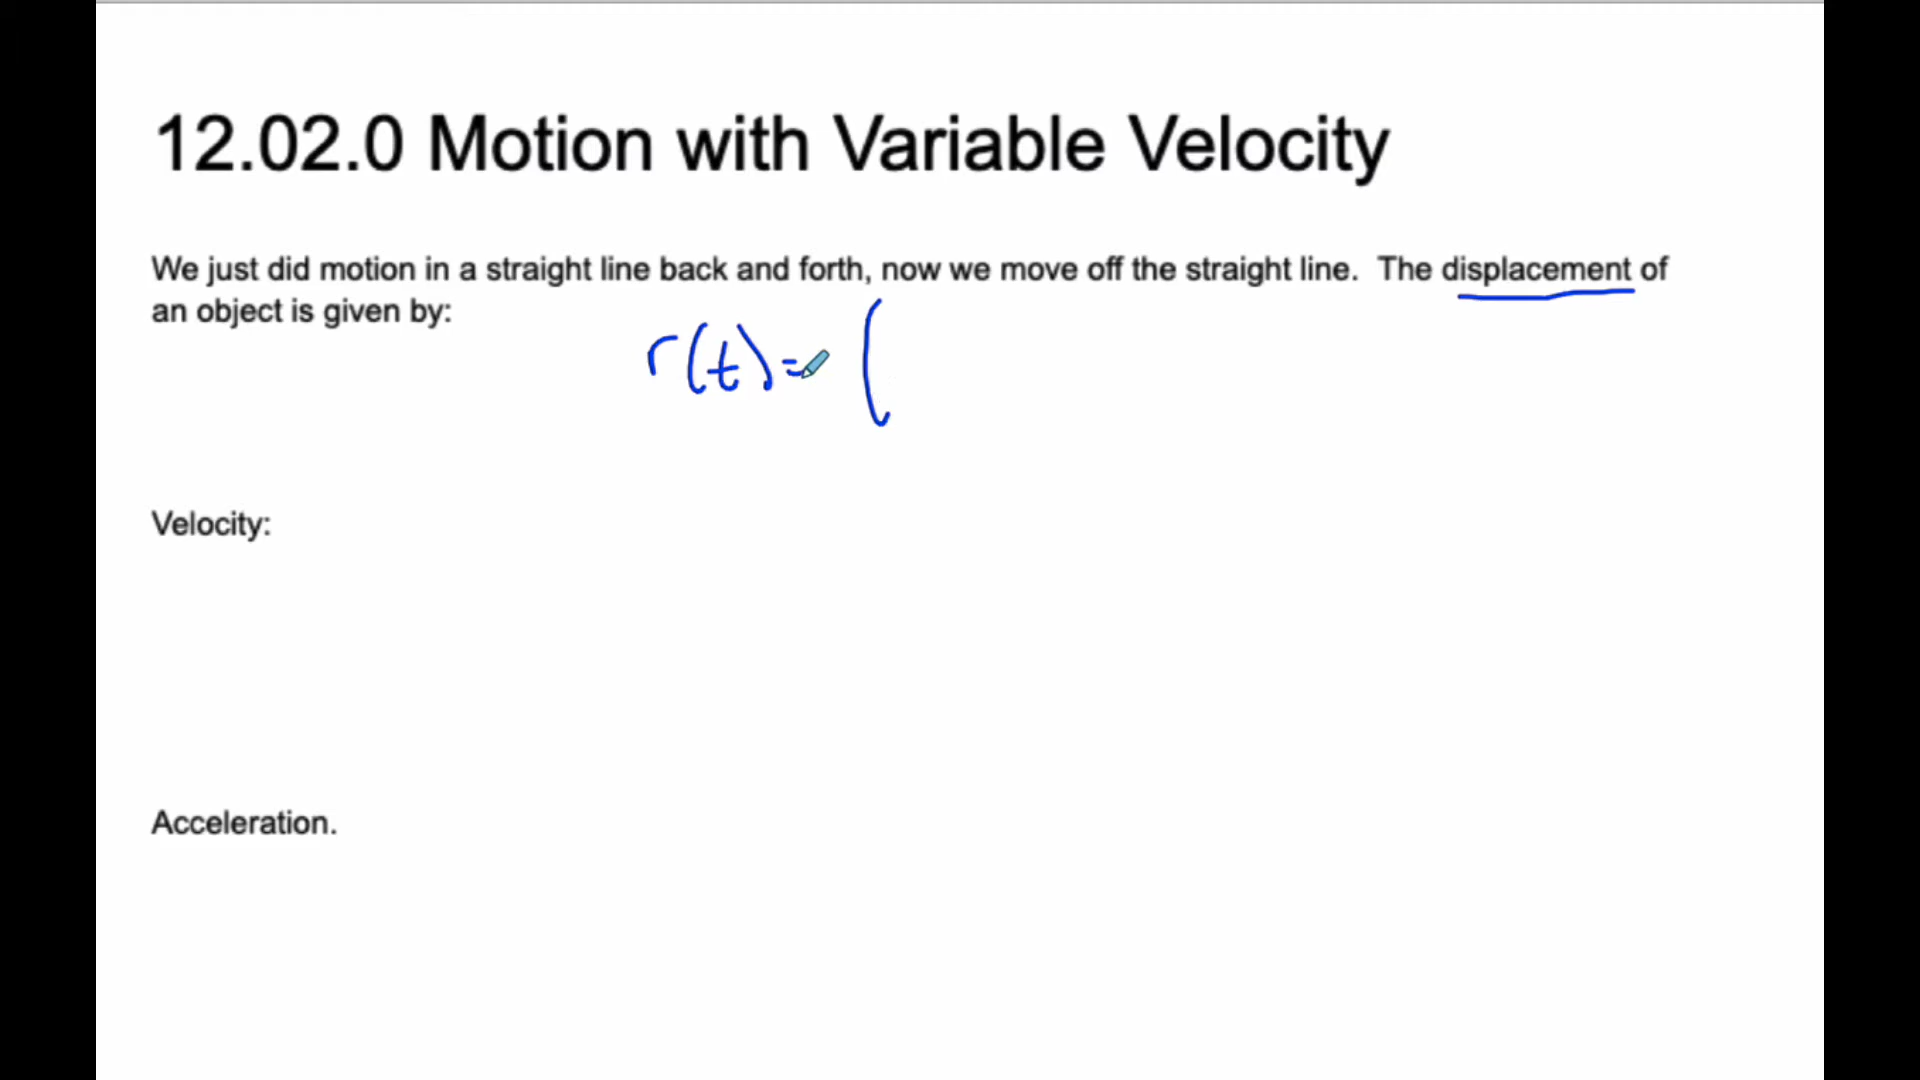 12.02.0 Motion with Variable Velocity
We just did motion in a straight line back and forth, now we move off the straight line. The displacement of
an object is given by:
r(t)= (
Velocity:
Acceleration.